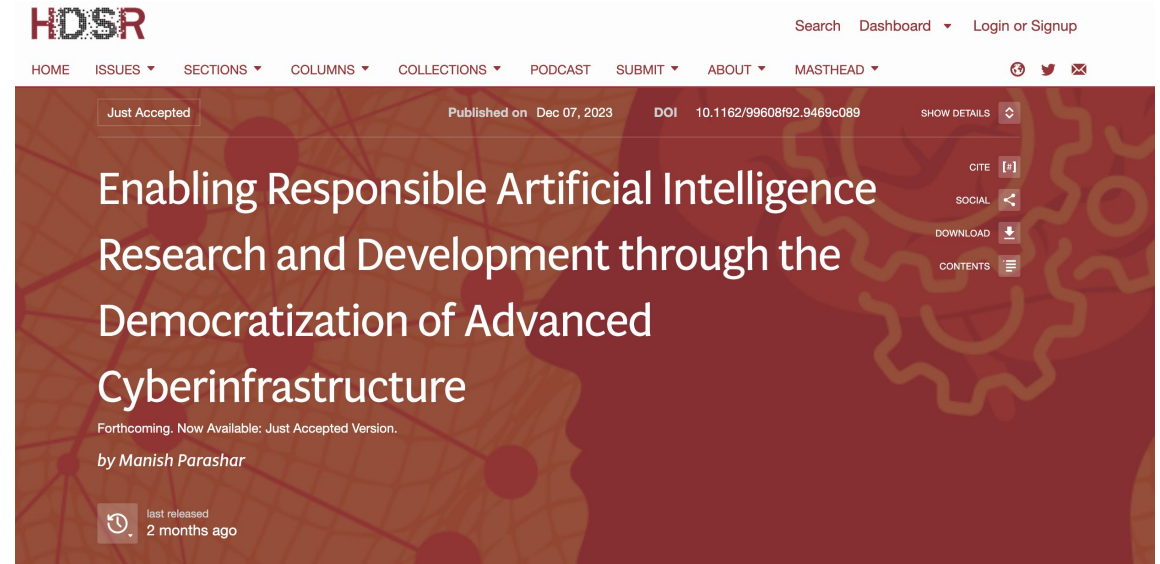 HDSR
Search Dashboard Login or Signup
HOME ISSUES SECTIONS COLUMNS COLLECTIONS PODCAST SUBMIT ABOUT MASTHEAD
Just Accepted Published on Dec 07, 2023 DOI 10.1162/99608f92.9469c089 SHOW DETAILS
CITE [#]
SOCIAL
DOWNLOAD
CONTENTS
Enabling Responsible Artificial Intelligence
Research and Development through the
Democratization of Advanced
Cyberinfrastructure
Forthcoming. Now Available: Just Accepted Version.
by Manish Parashar
last released
2 months ago